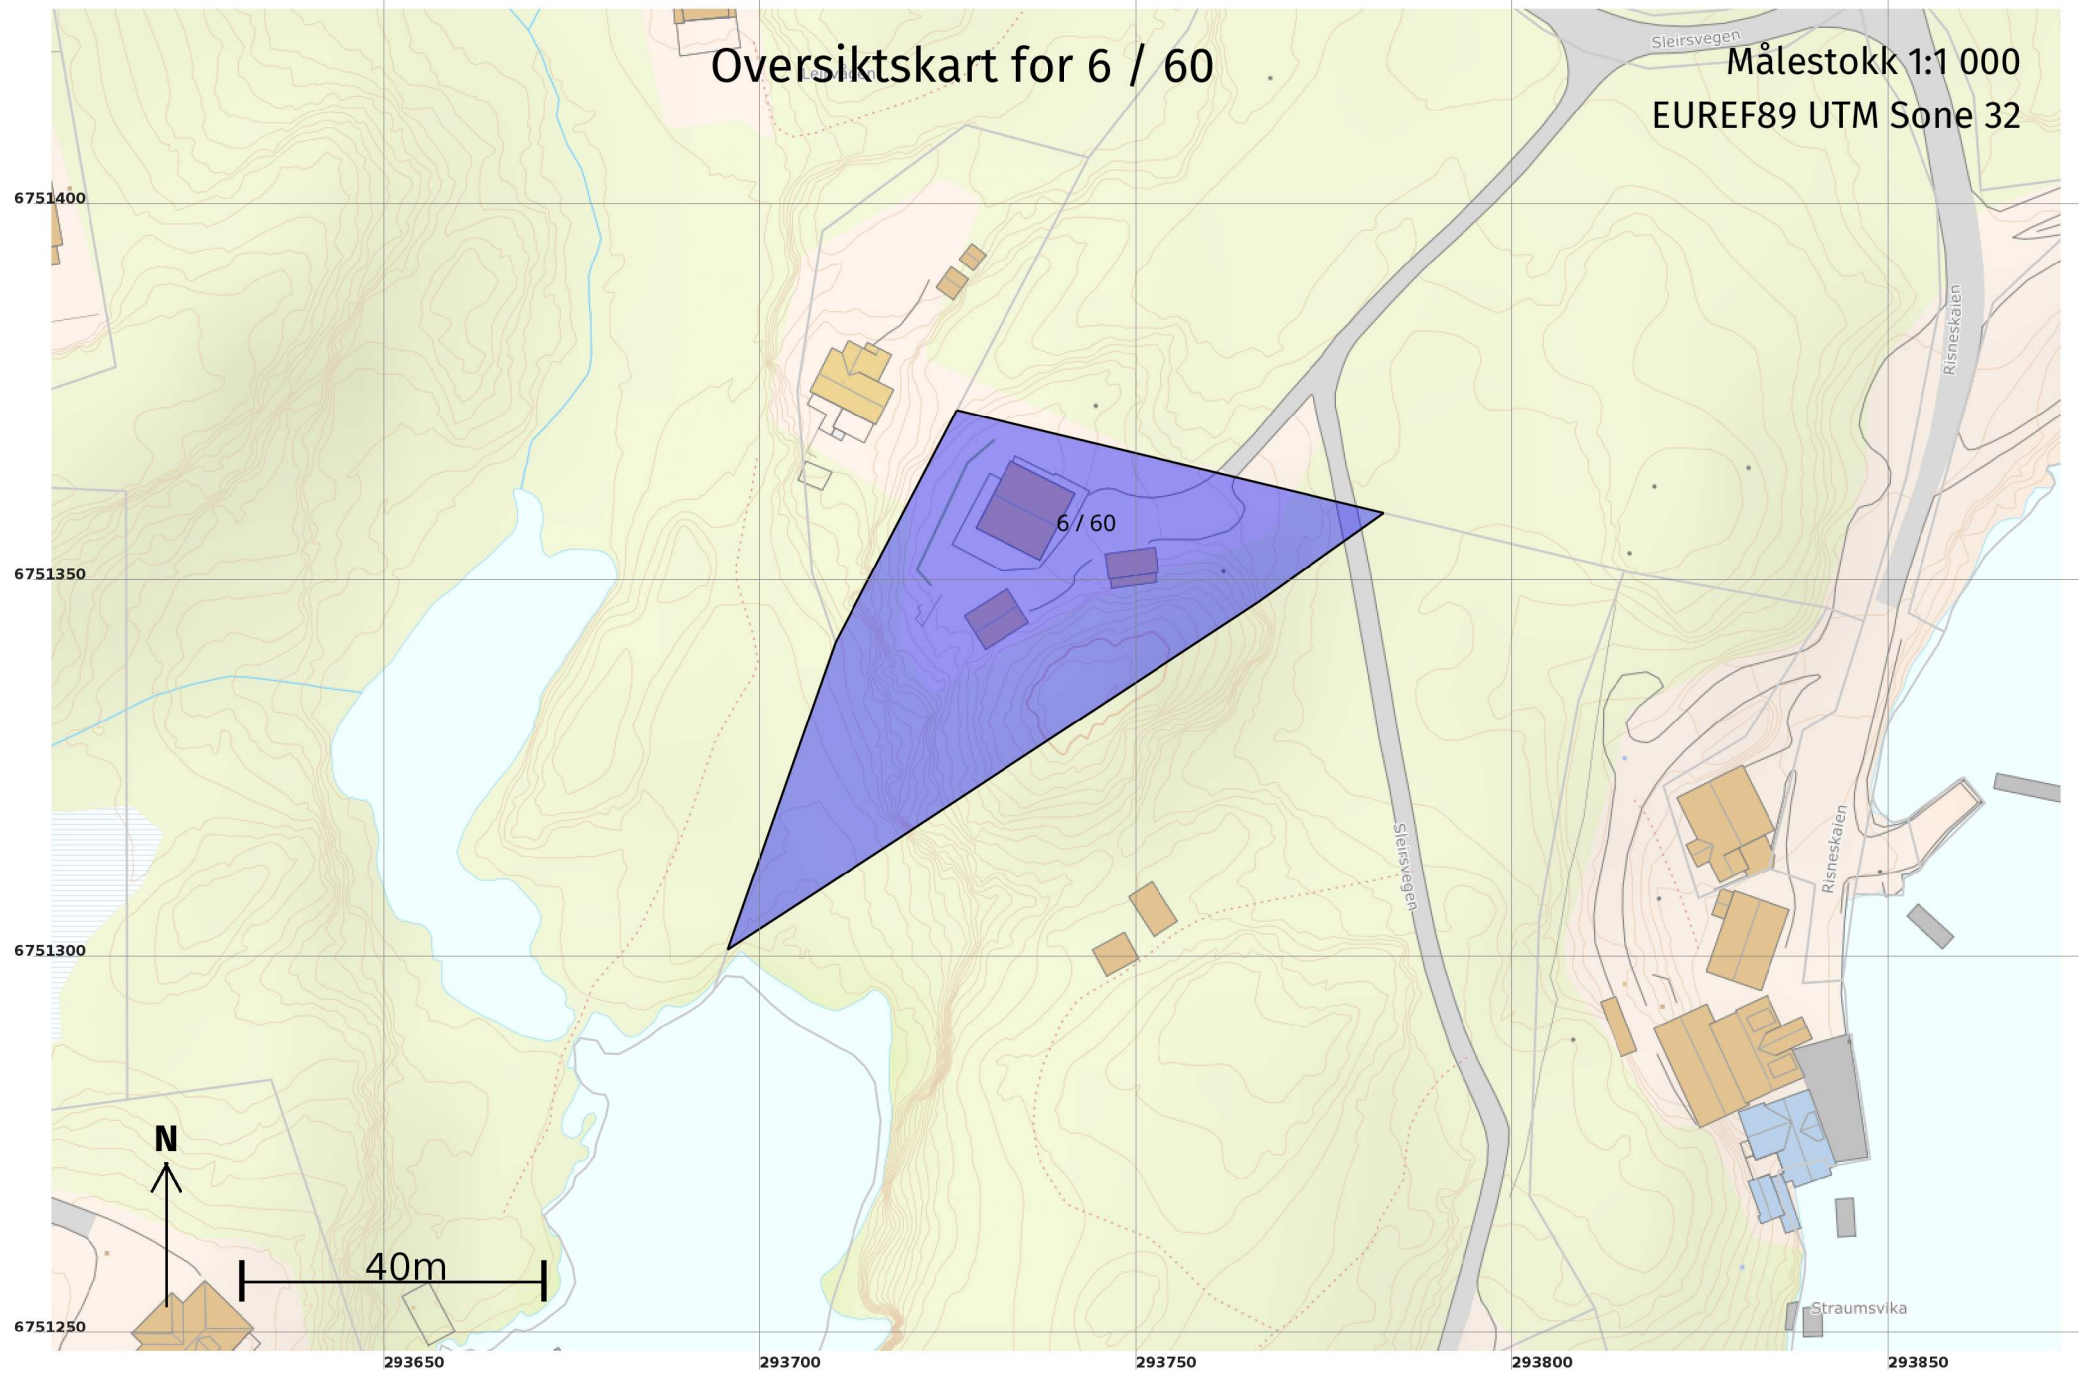 Oversiktskart for 6 / 60
Målestokk 1:1 000
EUREF89 UTM Sone 32
Sleirsvegen
6751400
Risneskaien
6 / 60
6751350
Risneskaien
Sleirsvegen
6751300
N
40m
Straumsvika
6751250
293650
293700
293750
293800
293850